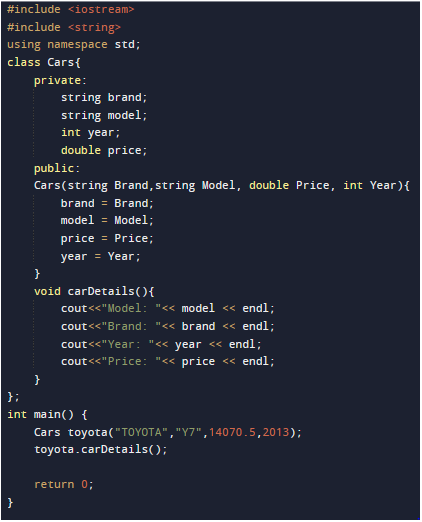 #include <iostream>
#include <string>
using namespace std;
class Cars{
    private:
        string brand;
        string model;
        int year;
        double price;
    public:
    Cars(string Brand,string Model, double Price, int Year){
        brand = Brand;
        model = Model;
        price = Price;
        year = Year;
    }
    void carDetails(){
        cout<<"Model: "<< model << endl;
        cout<<"Brand: "<< brand << endl;
        cout<<"Year: "<< year << endl;
        cout<<"Price: "<< price << endl;
    }
};
int main() {
    Cars toyota("TOYOTA","Y7",14070.5,2013);
    toyota.carDetails();

    return 0;
}